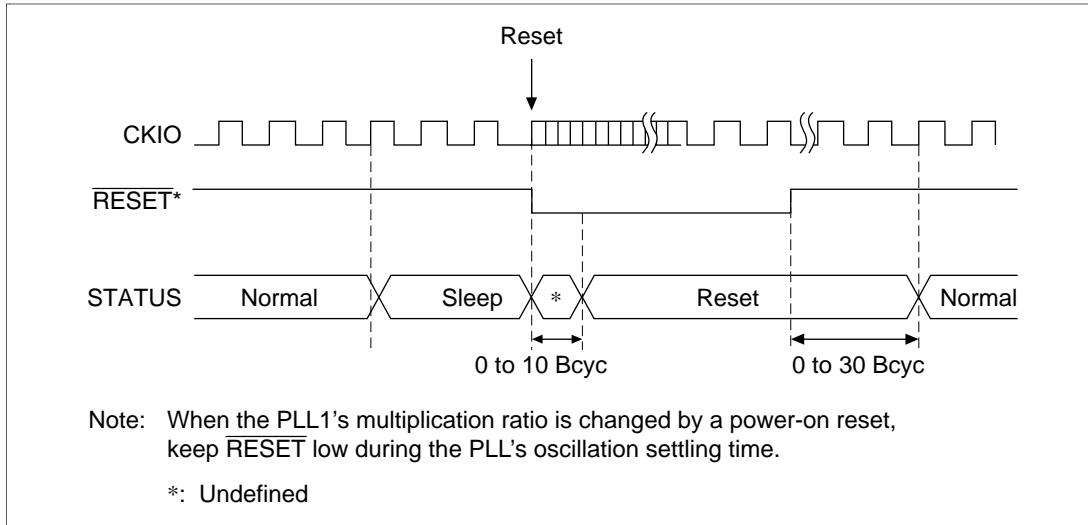 Reset
CKIO
RESET*
STATUS Normal Sleep * Reset Normal
0 to 10 Bcyc 0 to 30 Bcyc
Note: When the PLL1's multiplication ratio is changed by a power-on reset,
keep RESET low during the PLL's oscillation settling time.
*: Undefined